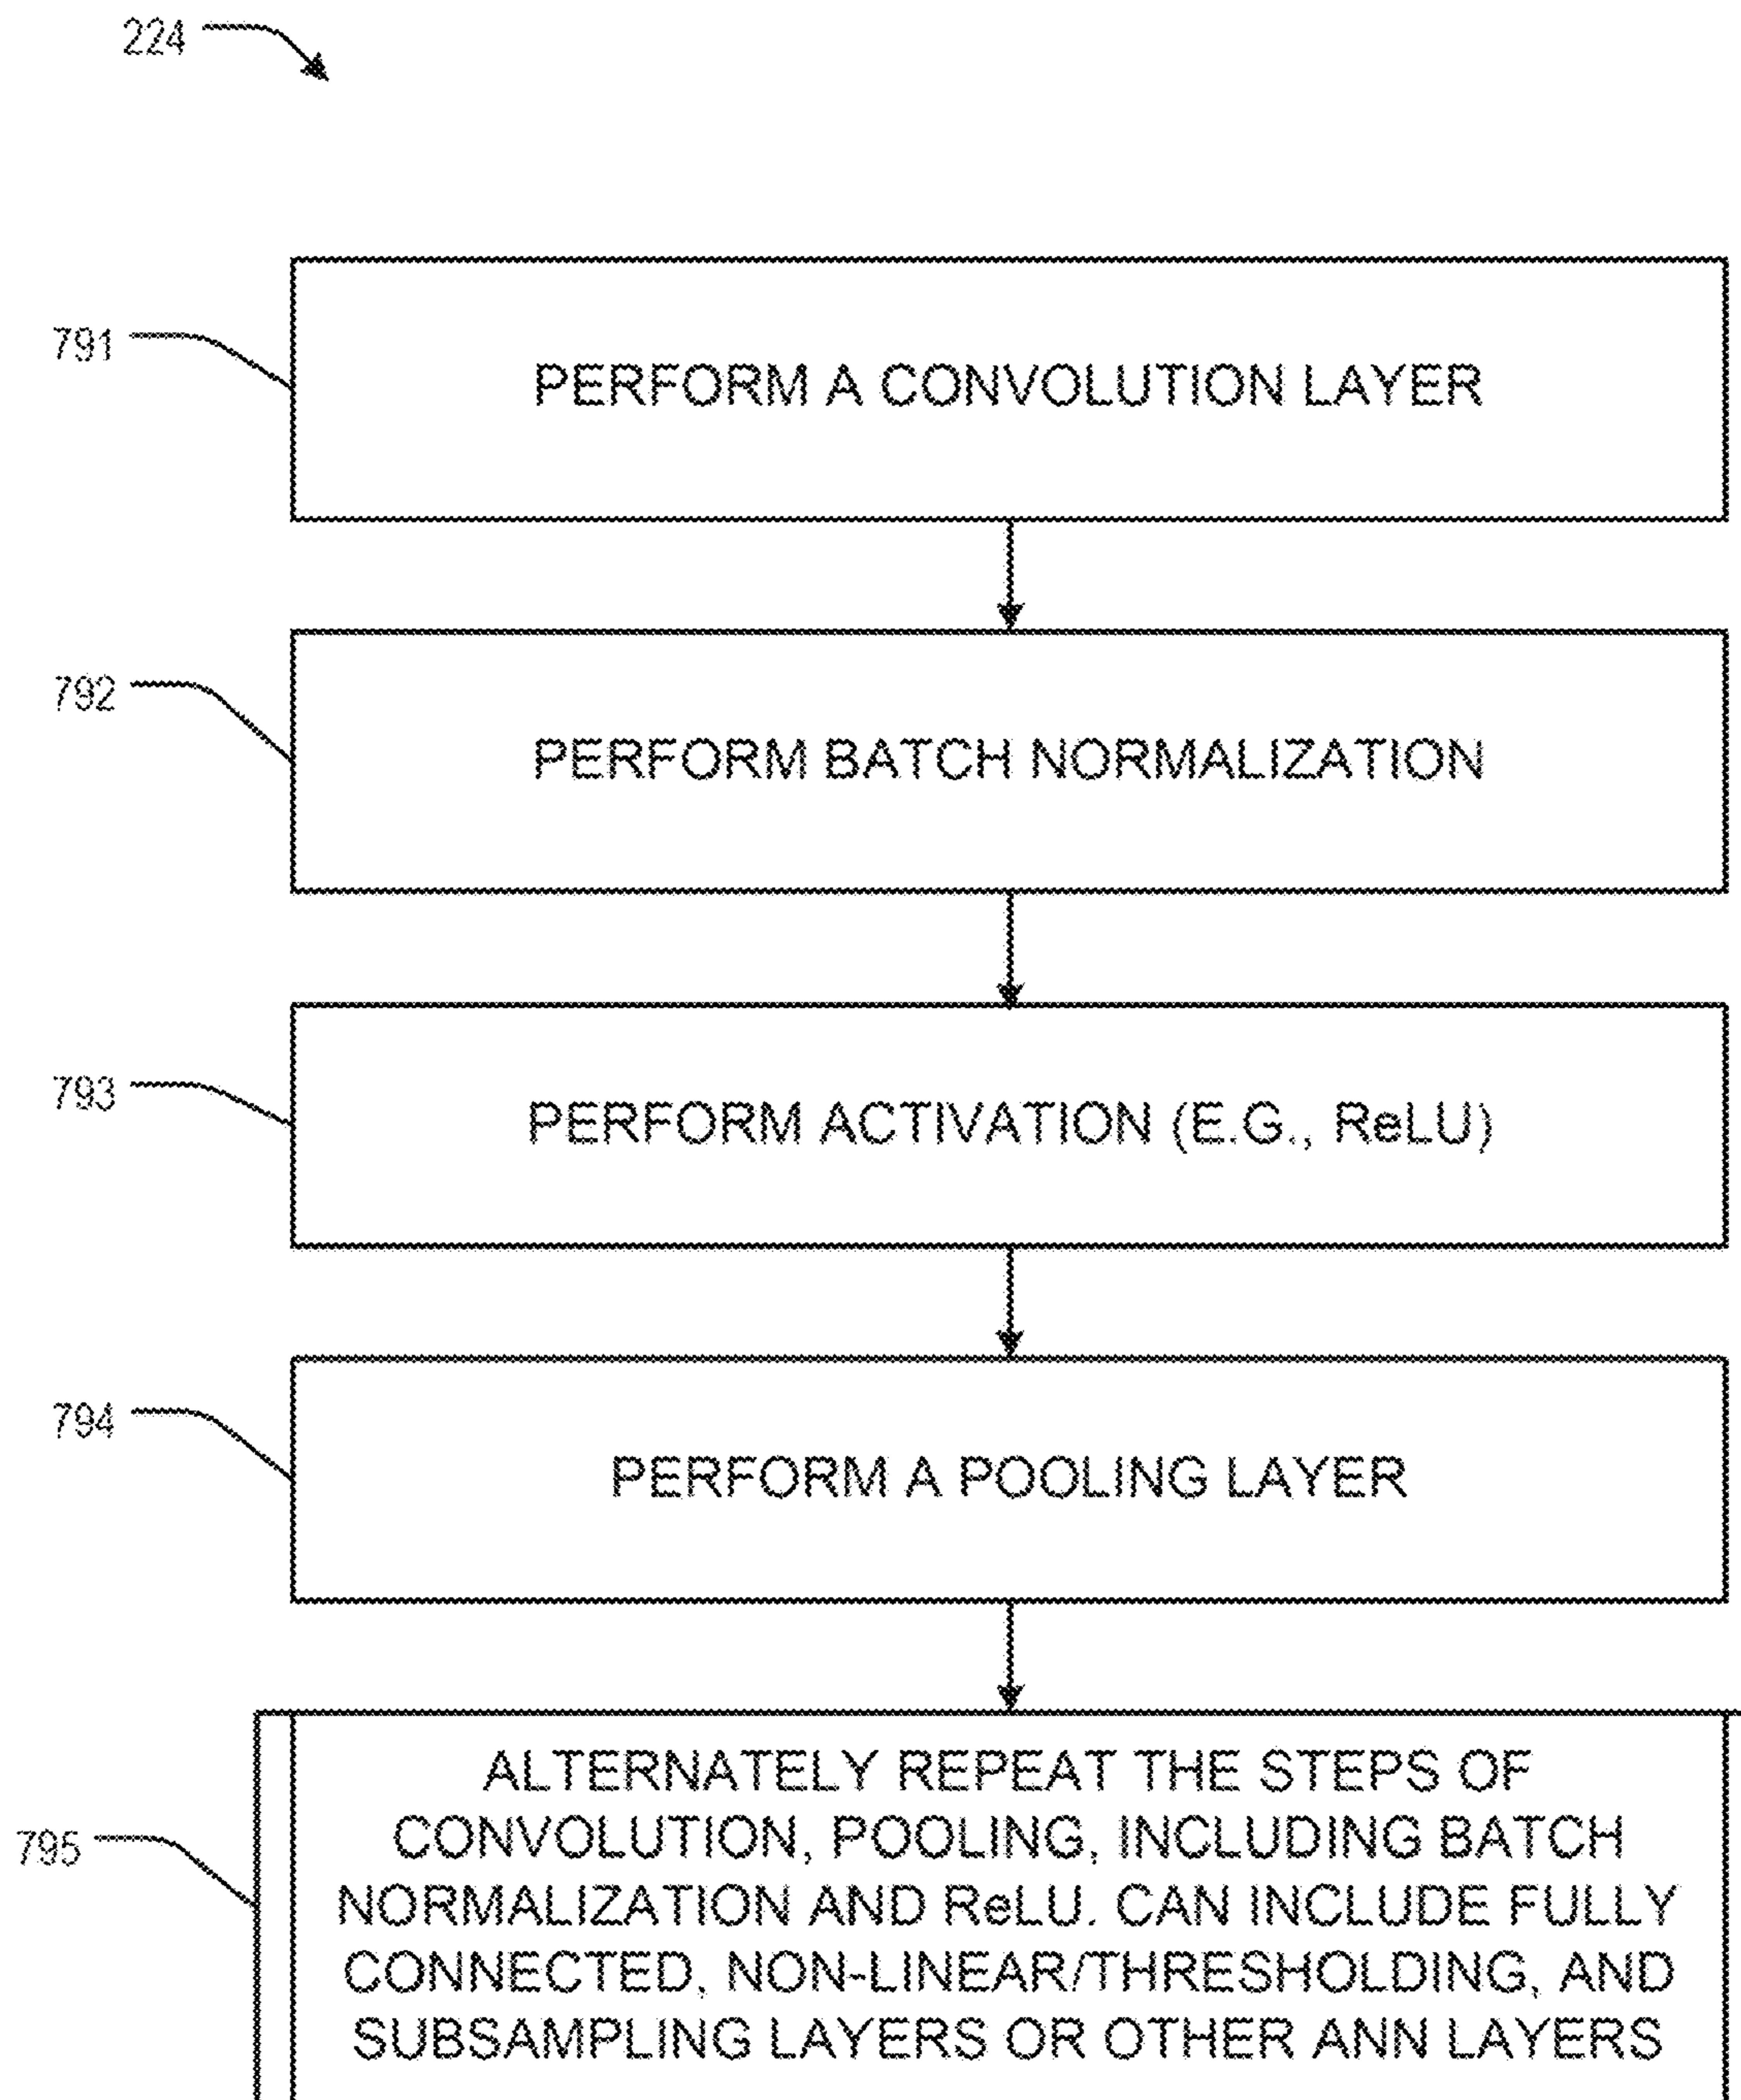 224
791
PERFORM A CONVOLUTION LAYER
792
PERFORM BATCH NORMALIZATION
793
PERFORM ACTIVATION (E.G., ReLU)
794
PERFORM A POOLING LAYER
795
ALTERNATELY REPEAT THE STEPS OF
CONVOLUTION, POOLING, INCLUDING BATCH
NORMALIZATION AND ReLU. CAN INCLUDE FULLY
CONNECTED, NON-LINEAR/THRESHOLDING, AND
SUBSAMPLING LAYERS OR OTHER ANN LAYERS